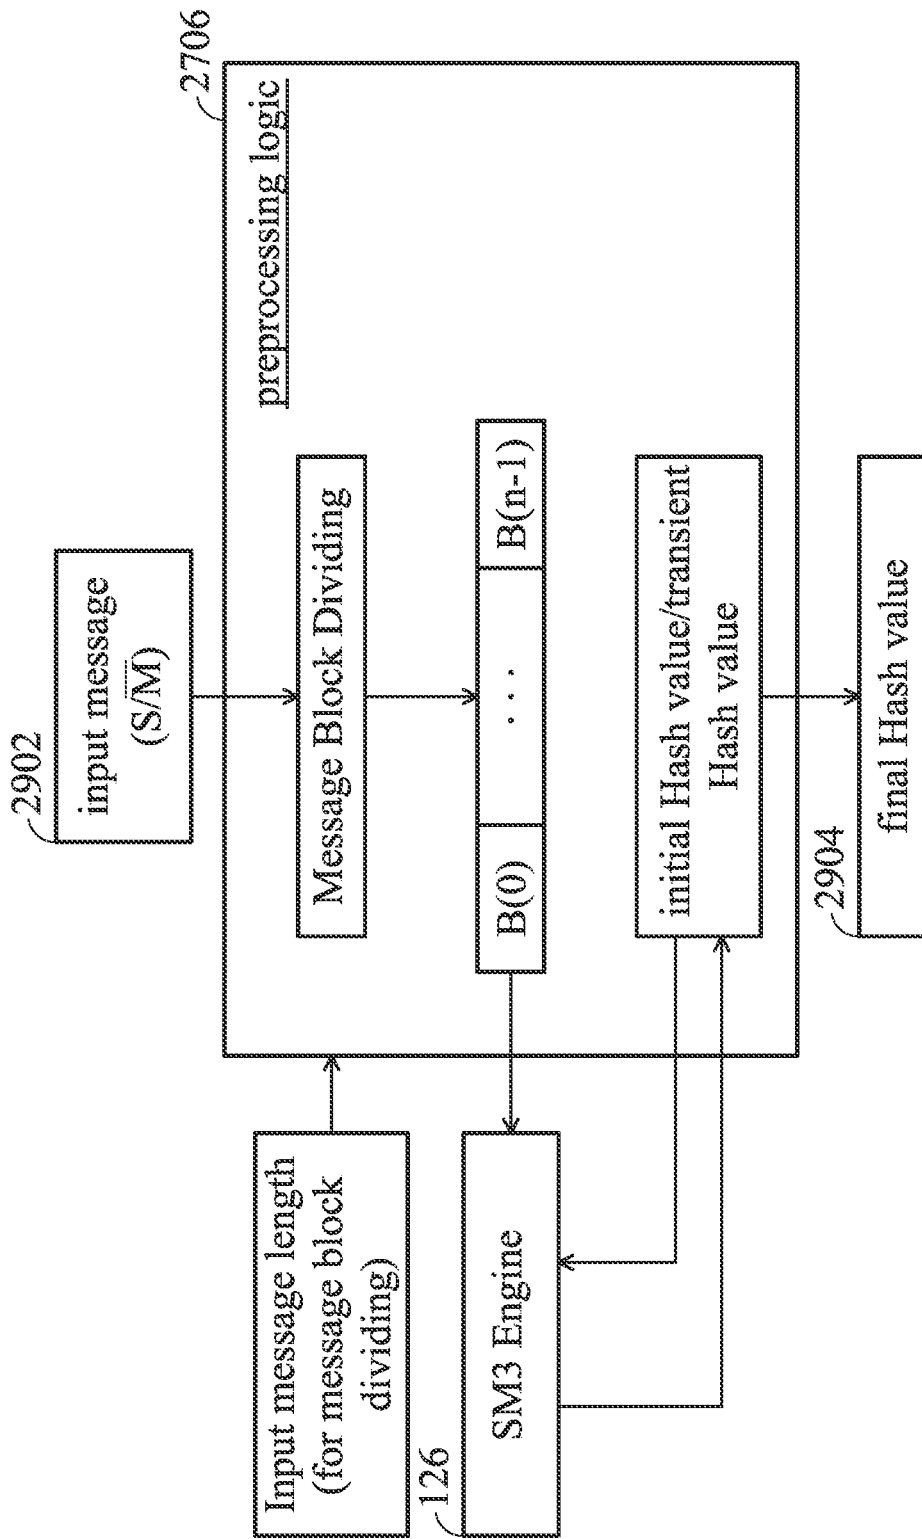 2902
input message
(S/M̅)
2706
preprocessing logic
Input message length
(for message block
dividing)
Message Block Dividing
126
SM3 Engine
B(0)
. . .
B(n-1)
initial Hash value/transient
Hash value
2904
final Hash value